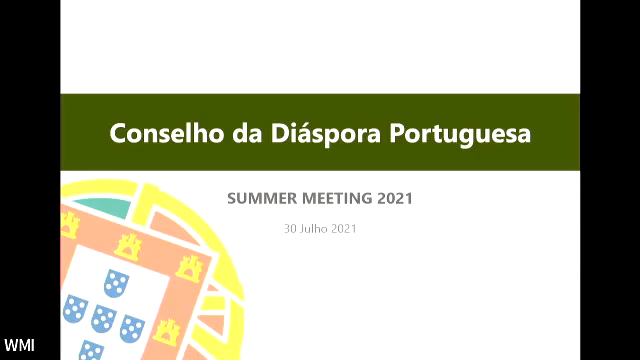 Conselho da Diáspora Portuguesa
SUMMER MEETING 2021
30 Julho 2021
WMI